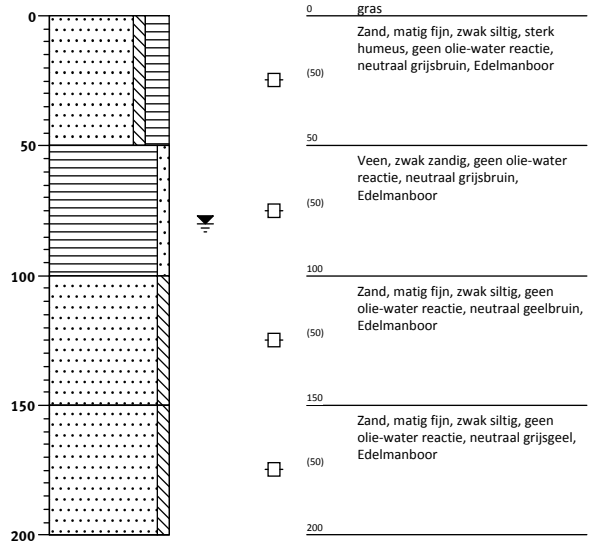 0
50
100
150
200
0
gras
Zand, matig fijn, zwak siltig, sterk
humeus, geen olie-water reactie,
neutraal grijsbruin, Edelmanboor
(50)
50
Veen, zwak zandig, geen olie-water
reactie, neutraal grijsbruin,
Edelmanboor
(50)
100
Zand, matig fijn, zwak siltig, geen
olie-water reactie, neutraal geelbruin,
Edelmanboor
(50)
150
Zand, matig fijn, zwak siltig, geen
olie-water reactie, neutraal grijsgeel,
Edelmanboor
(50)
200